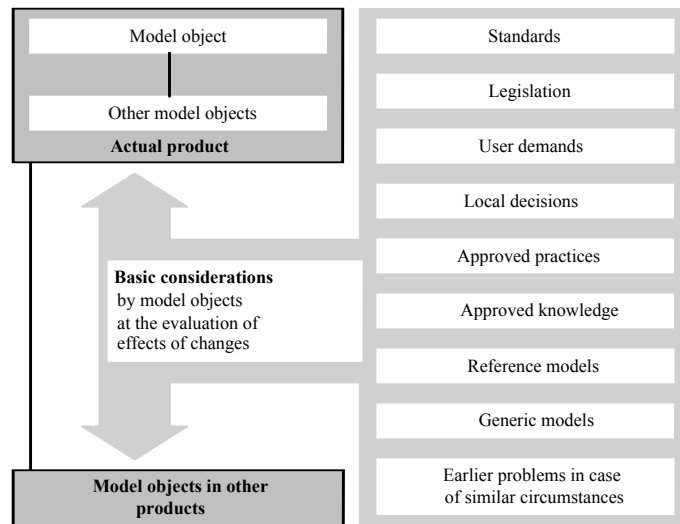 Model object
Other model objects
Actual product
Basic considerations
by model objects
at the evaluation of
effects of changes
Model objects in other
products
Standards
Legislation
User demands
Local decisions
Approved practices
Approved knowledge
Reference models
Generic models
Earlier problems in case
of similar circumstances